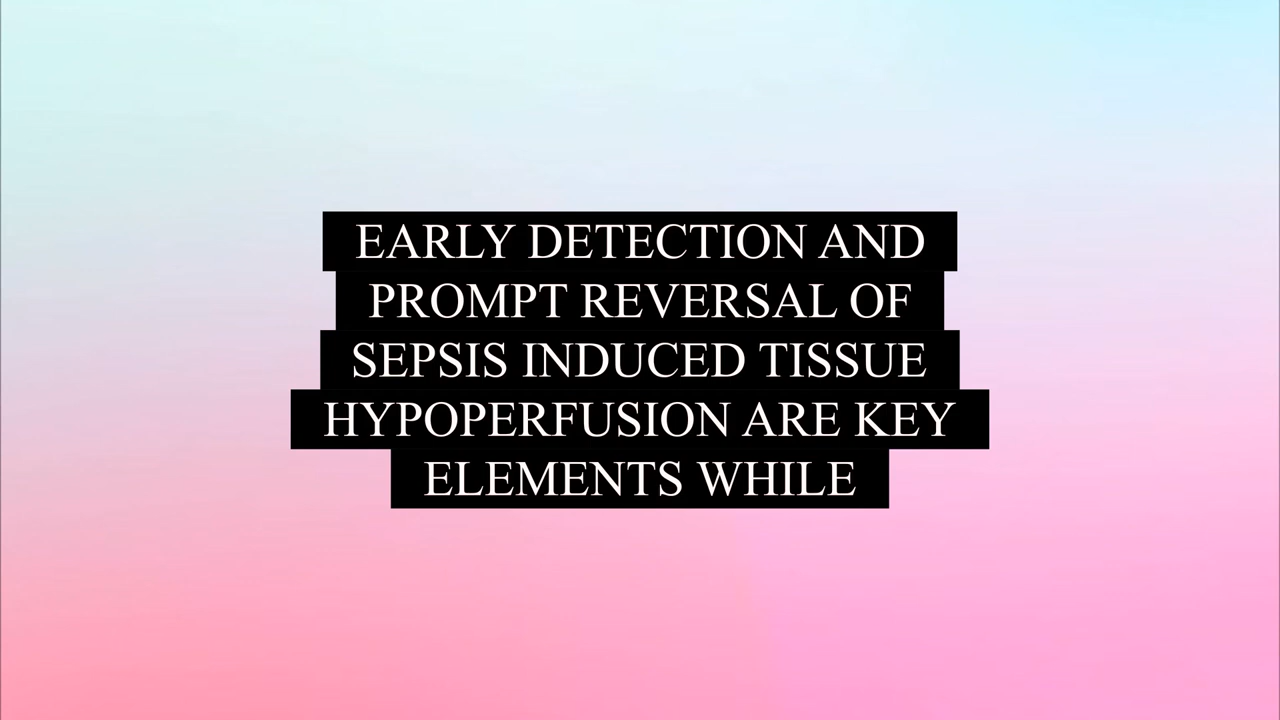 EARLY DETECTION AND
PROMPT REVERSAL OF
SEPSIS INDUCED TISSUE
HYPOPERFUSION ARE KEY
ELEMENTS WHILE